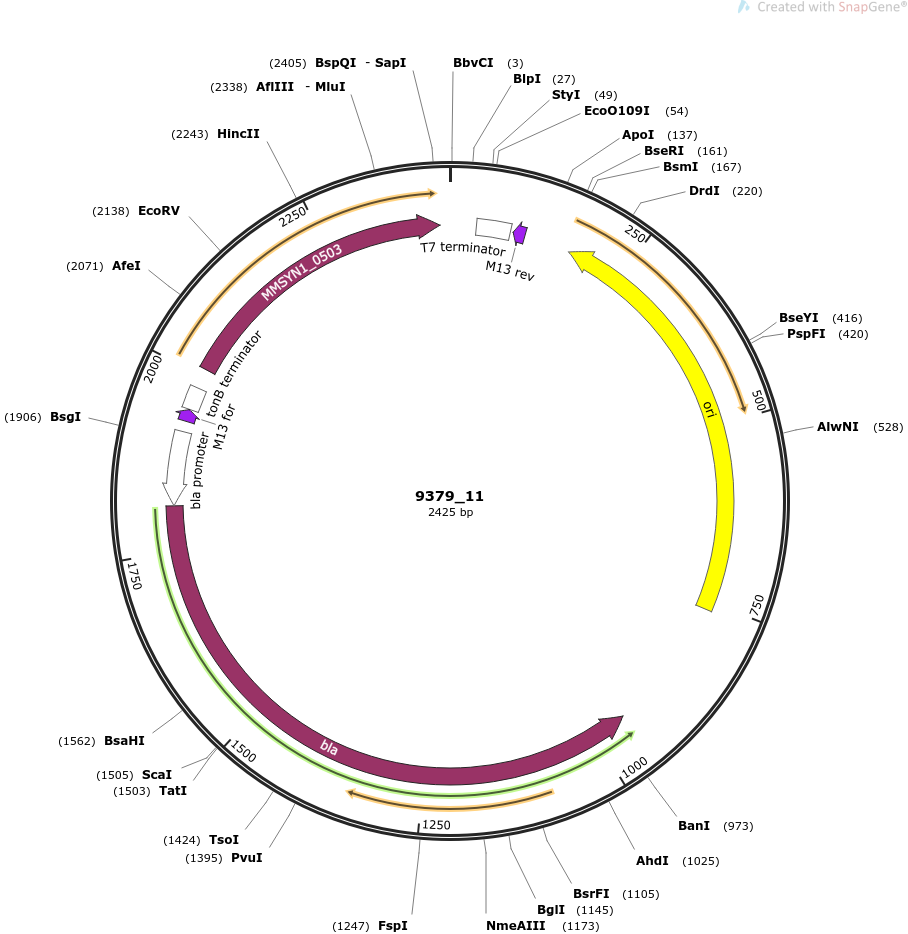 Created with SnapGene®
(2405) BspQI - SapI
BbvCI (3)
(2338) AflIII - MluI
BlpI (27)
StyI (49)
EcoO109I (54)
(2243) HincII
ApoI (137)
BseRI (161)
BsmI (167)
DrdI (220)
(2138) EcoRV
2250
250
T7 terminator
MMSYN1_0503
M13 rev
(2071) AfeI
BseYI (416)
PspFI (420)
2000
tonB terminator
500
ori
(1906) BsgI
M13 for
AlwNI (528)
bla promoter
9379_11
2425 bp
1750
750
(1562) BsaHI
bla
1500
1000
(1505) ScaI
(1503) TatI
BanI (973)
1250
(1424) TsoI
(1395) PvuI
AhdI (1025)
BsrFI (1105)
BglI (1145)
(1247) FspI
NmeAIII (1173)